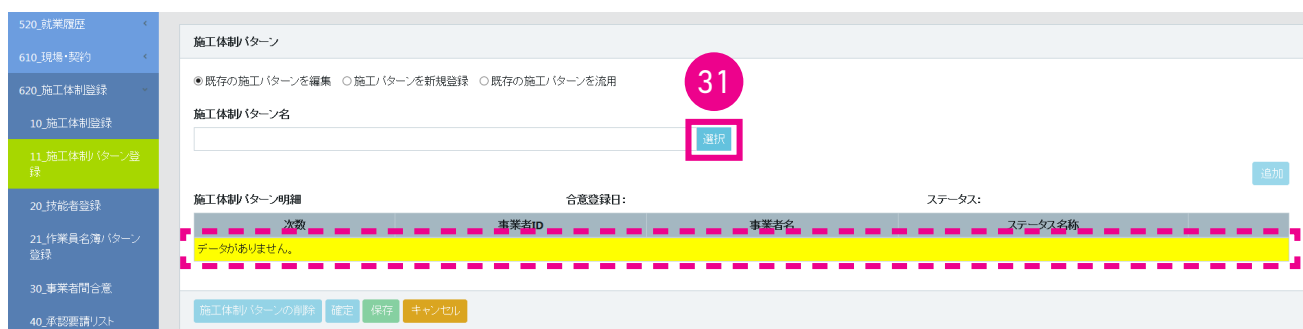 520_就業履歴
610_現場・契約
620_施工体制登録
10_施工体制登録
11_施工体制パターン登
録
20_技能者登録
21_作業員名簿パターン
登録
30_事業者間合意
40_承認要請リスト
施工体制パターン
既存の施工パターンを編集 施工パターンを新規登録 既存の施工パターンを流用
31
施工体制パターン名
選択
追加
施工体制パターン明細 合意登録日: ステータス:
次数 事業者ID 事業者名 ステータス名称
データがありません。
施工体制パターンの削除 確定 保存 キャンセル